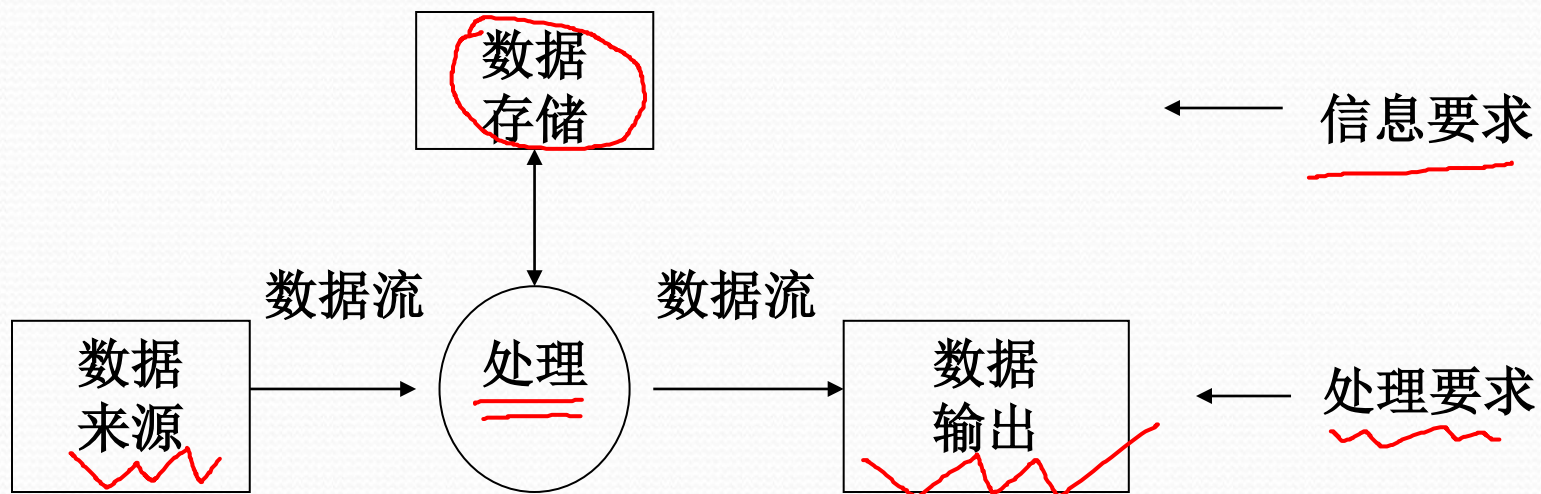 数据
存储
信息要求
数据流
数据流
数据
来源
处理
数据
输出
处理要求